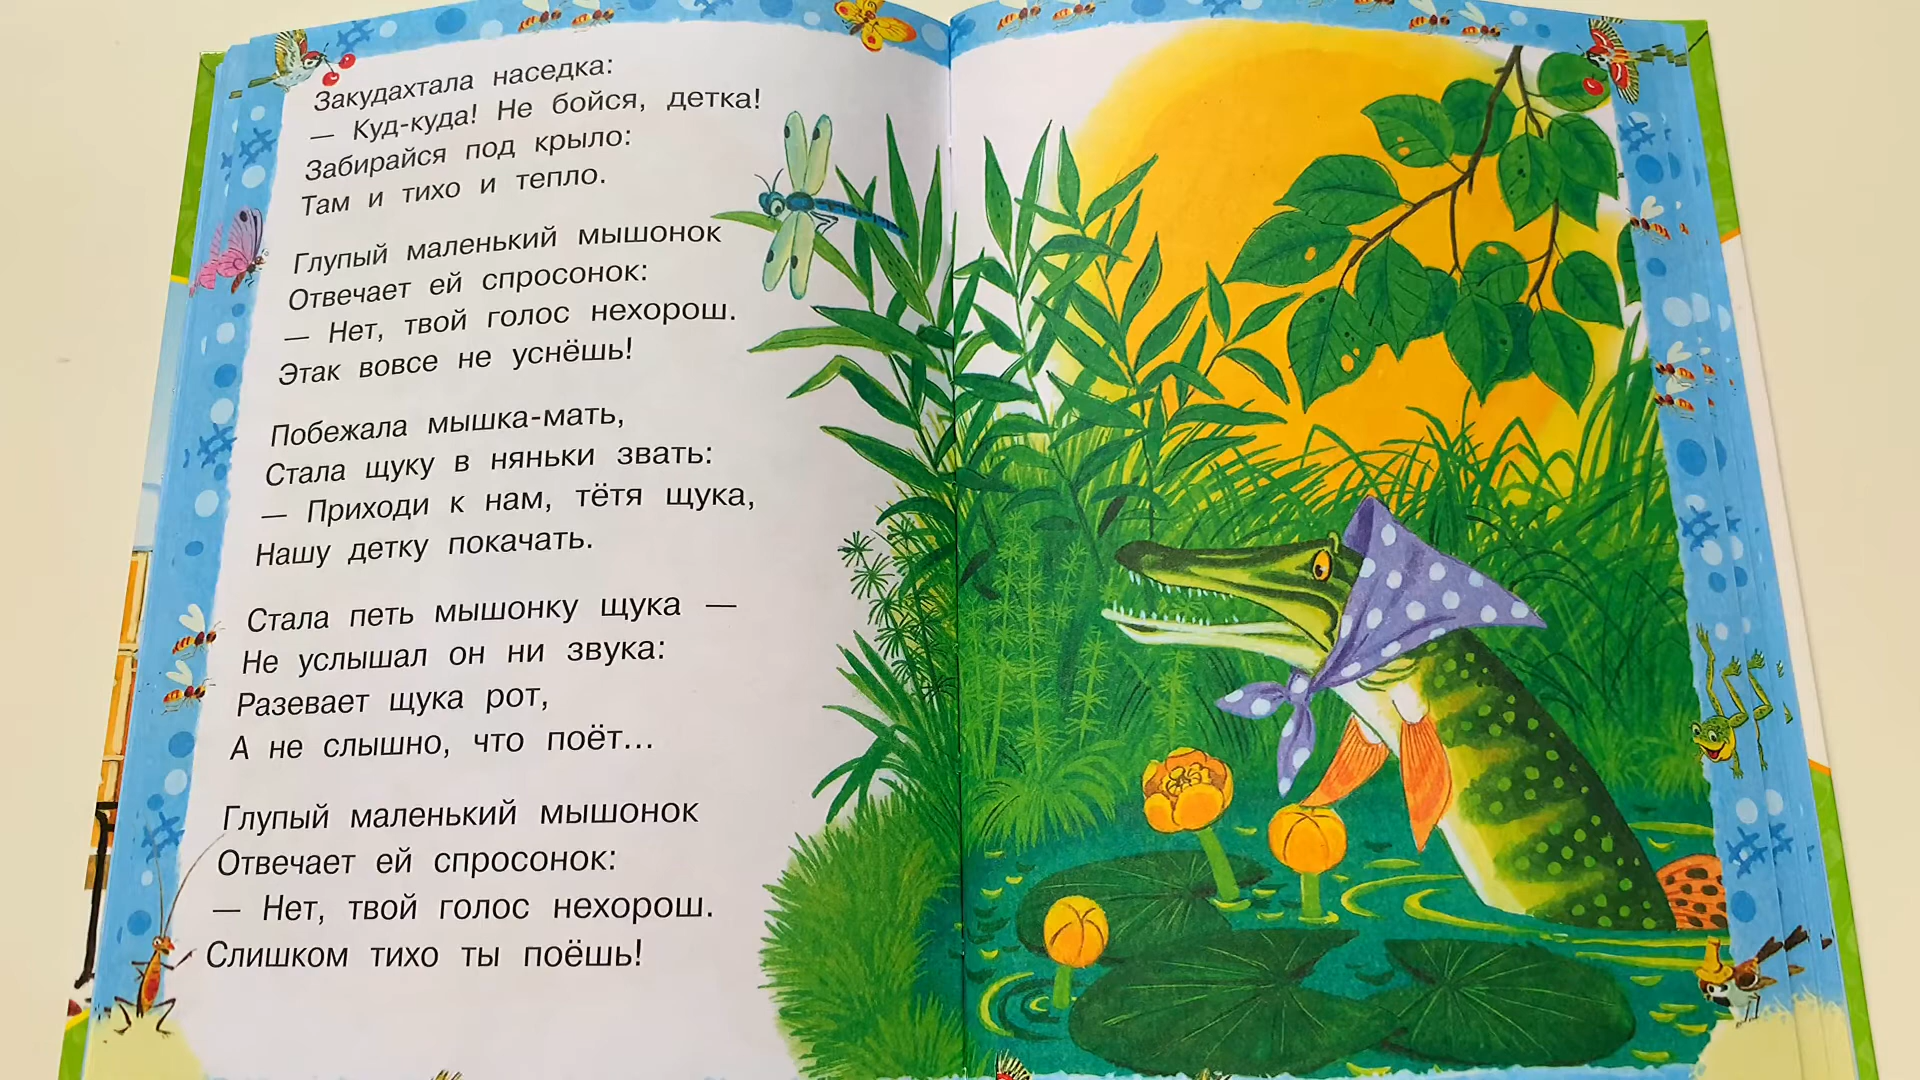 Закудахтала наседка:
— Куд-куда! Не бойся, детка!
Забирайся под крыло:
Там и тихо и тепло.
Глупый маленький мышонок
Отвечает ей спросонок:
— Нет, твой голос нехорош.
Этак вовсе не уснёшь!
Побежала мышка-мать,
Стала щуку в няньки звать:
— Приходи к нам, тётя щука,
Нашу детку покачать.
Стала петь мышонку щука —
Не услышал он ни звука:
Разевает щука рот,
А не слышно, что поёт...
Глупый маленький мышонок
Отвечает ей спросонок:
— Нет, твой голос нехорош.
Слишком тихо ты поёшь!